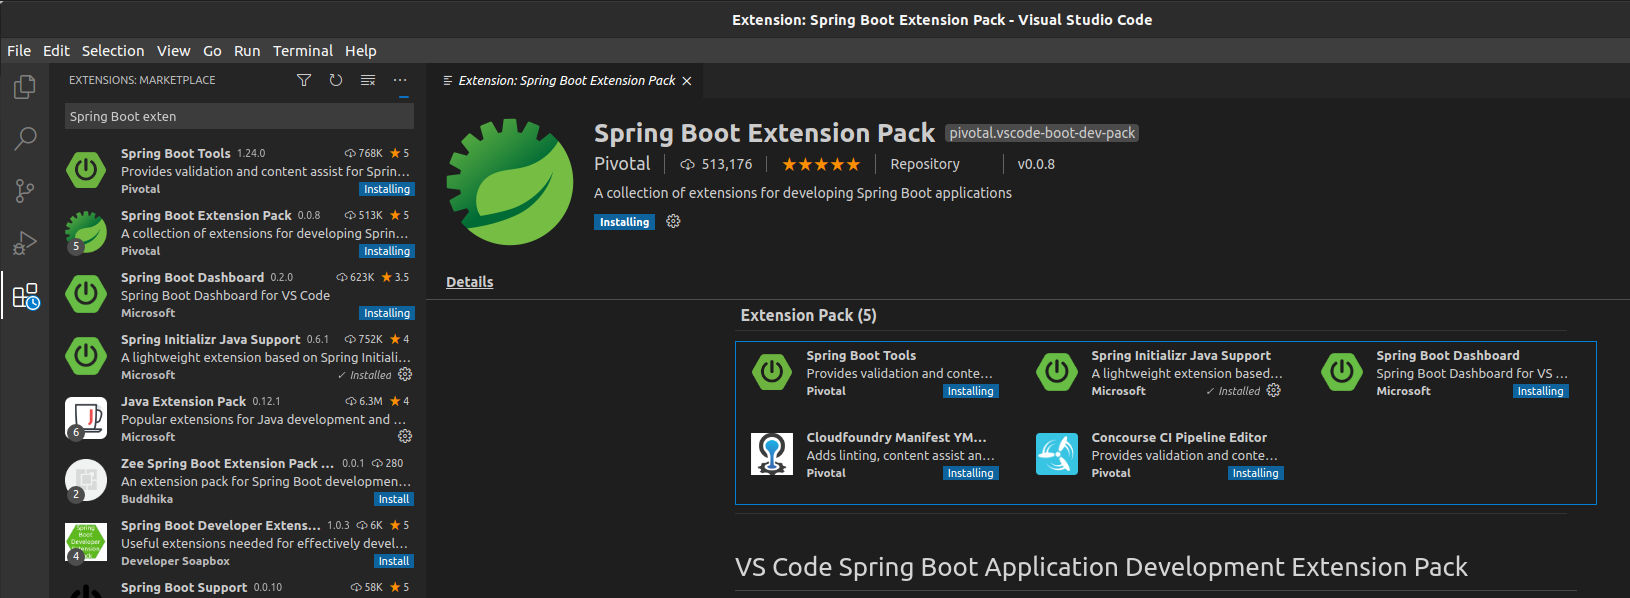 Extension: Spring Boot Extension Pack - Visual Studio Code
File Edit Selection View Go Run Terminal Help
EXTENSIONS: MARKETPLACE
Spring Boot exten
Spring Boot Tools 1.24.0 768K 5
Provides validation and content assist for Sprin...
Pivotal Installing
Spring Boot Extension Pack 0.0.8 513K 5
A collection of extensions for developing Sprin...
5
Pivotal Installing
Spring Boot Dashboard 0.2.0 623K 3.5
Spring Boot Dashboard for VS Code
Microsoft Installing
Spring Initializr Java Support 0.6.1 752K 4
A lightweight extension based on Spring Initiali...
Microsoft ✓ Installed
Java Extension Pack 0.12.1 6.3M 4
Popular extensions for Java development and ...
6
Microsoft
Zee Spring Boot Extension Pack ... 0.0.1 280
An extension pack for Spring Boot developmen...
2
Buddhika Install
Spring Boot Developer Extens... 1.0.3 6K 5
Useful extensions needed for effectively devel...
Spring
Boot
Developer
Extension
4
Developer Soapbox Install
Spring Boot Support 0.0.10 58K 5
Extension: Spring Boot Extension Pack
Spring Boot Extension Pack pivotal.vscode-boot-dev-pack
Pivotal 513,176 Repository v0.0.8
A collection of extensions for developing Spring Boot applications
Installing
Details
Extension Pack (5)
Spring Boot Tools
Provides validation and conte...
Pivotal Installing
Spring Initializr Java Support
A lightweight extension based...
Microsoft ✓ Installed
Spring Boot Dashboard
Spring Boot Dashboard for VS ...
Microsoft Installing
Cloudfoundry Manifest YM...
Adds linting, content assist an...
Pivotal Installing
Concourse CI Pipeline Editor
Provides validation and conte...
Pivotal Installing
VS Code Spring Boot Application Development Extension Pack